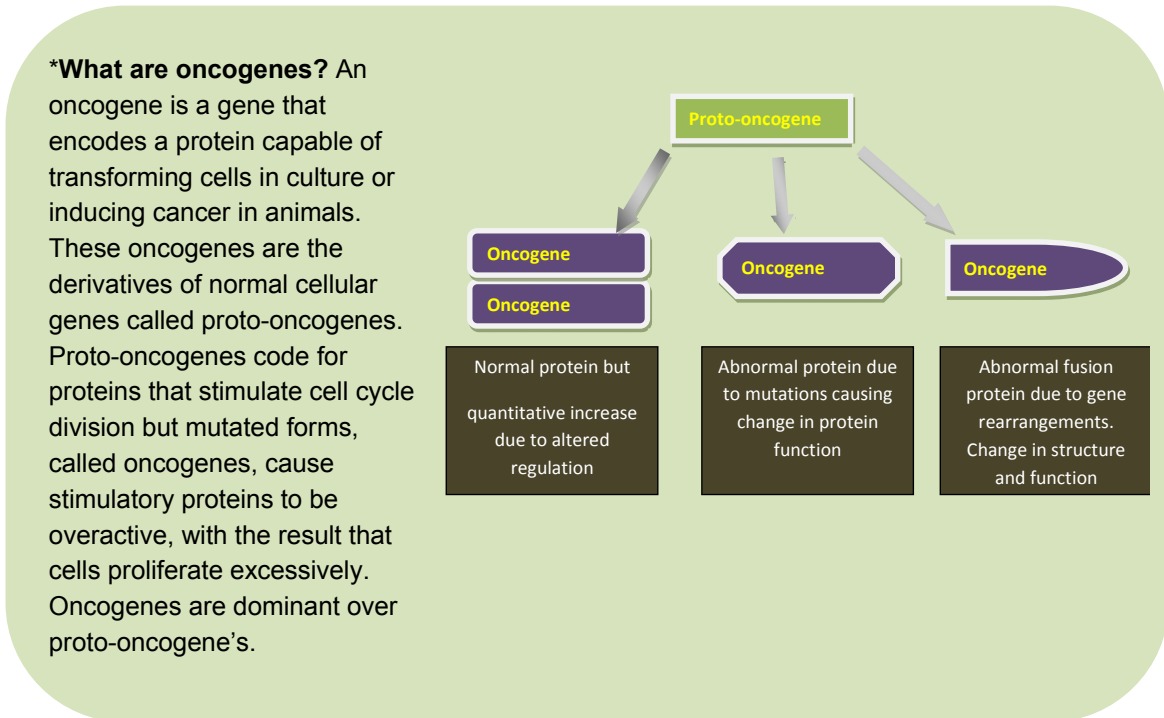 *What are oncogenes? An
oncogene is a gene that
encodes a protein capable of
transforming cells in culture or
inducing cancer in animals.
These oncogenes are the
derivatives of normal cellular
genes called proto-oncogenes.
Proto-oncogenes code for
proteins that stimulate cell cycle
division but mutated forms,
called oncogenes, cause
stimulatory proteins to be
overactive, with the result that
cells proliferate excessively.
Oncogenes are dominant over
proto-oncogene’s.
Proto-oncogene
Oncogene
Oncogene
Oncogene
Oncogene
Normal protein but
quantitative increase
due to altered
regulation
Abnormal protein due
to mutations causing
change in protein
function
Abnormal fusion
protein due to gene
rearrangements.
Change in structure
and function